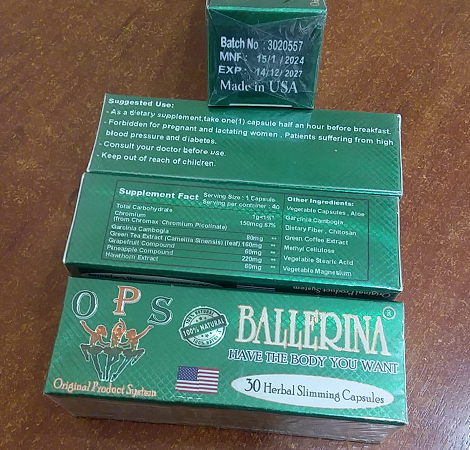 Batch No : 3020557
MNF : 15/1 / 2024
EXP : 14/12/2027
Made in USA
Suggested Use:
- As a dietary supplement,take one(1) capsule half an hour before breakfast.
- Forbidden for pregnant and lactating women , Patients suffering from high
blood pressure and diabetes.
- Consult your doctor before use.
- Keep out of reach of children.
Supplement Fact
Serving Size : 1 Capsule
Serving per container : 40
Total Carbohydrate 1g<1%*
Chromium
(from Chromax Chromium Picolinate) 150mcg 67%
Garcinia Cambogia 80mg
Green Tea Extract (Camellia Sinensis) (leaf) 160mg
Grapefruit Compound 60mg
Pineapple Compound 220mg
Hawthorn Extract 60mg
Other Ingredients:
Vegetable Capsules , Aloe
Garcinia Cambogia,
Dietary Fiber , Chitosan
Green Coffee Extract
Methyl Cellulose
Vegetable Stearic Acid
Vegetable Magnesium
Original Product System
OPS
Original Product System
100% NATURAL
BALLERINA®
HAVE THE BODY YOU WANT
30 Herbal Slimming Capsules